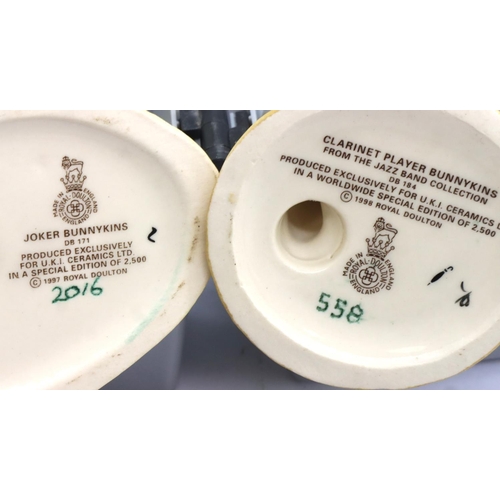 MADE IN
ENGLAND
ROYAL DOULTON
JOKER BUNNYKINS
DB 171
PRODUCED EXCLUSIVELY
FOR U.K.I. CERAMICS LTD.
IN A SPECIAL EDITION OF 2,500
© 1997 ROYAL DOULTON
2016
CLARINET PLAYER BUNNYKINS
FROM THE JAZZ BAND COLLECTION
DB 184
PRODUCED EXCLUSIVELY FOR U.K.I. CERAMICS L
IN A WORLDWIDE SPECIAL EDITION OF 2,500
© 1998 ROYAL DOULTON
MADE IN
ENGLAND
ROYAL DOULTON
ENGLAND
558